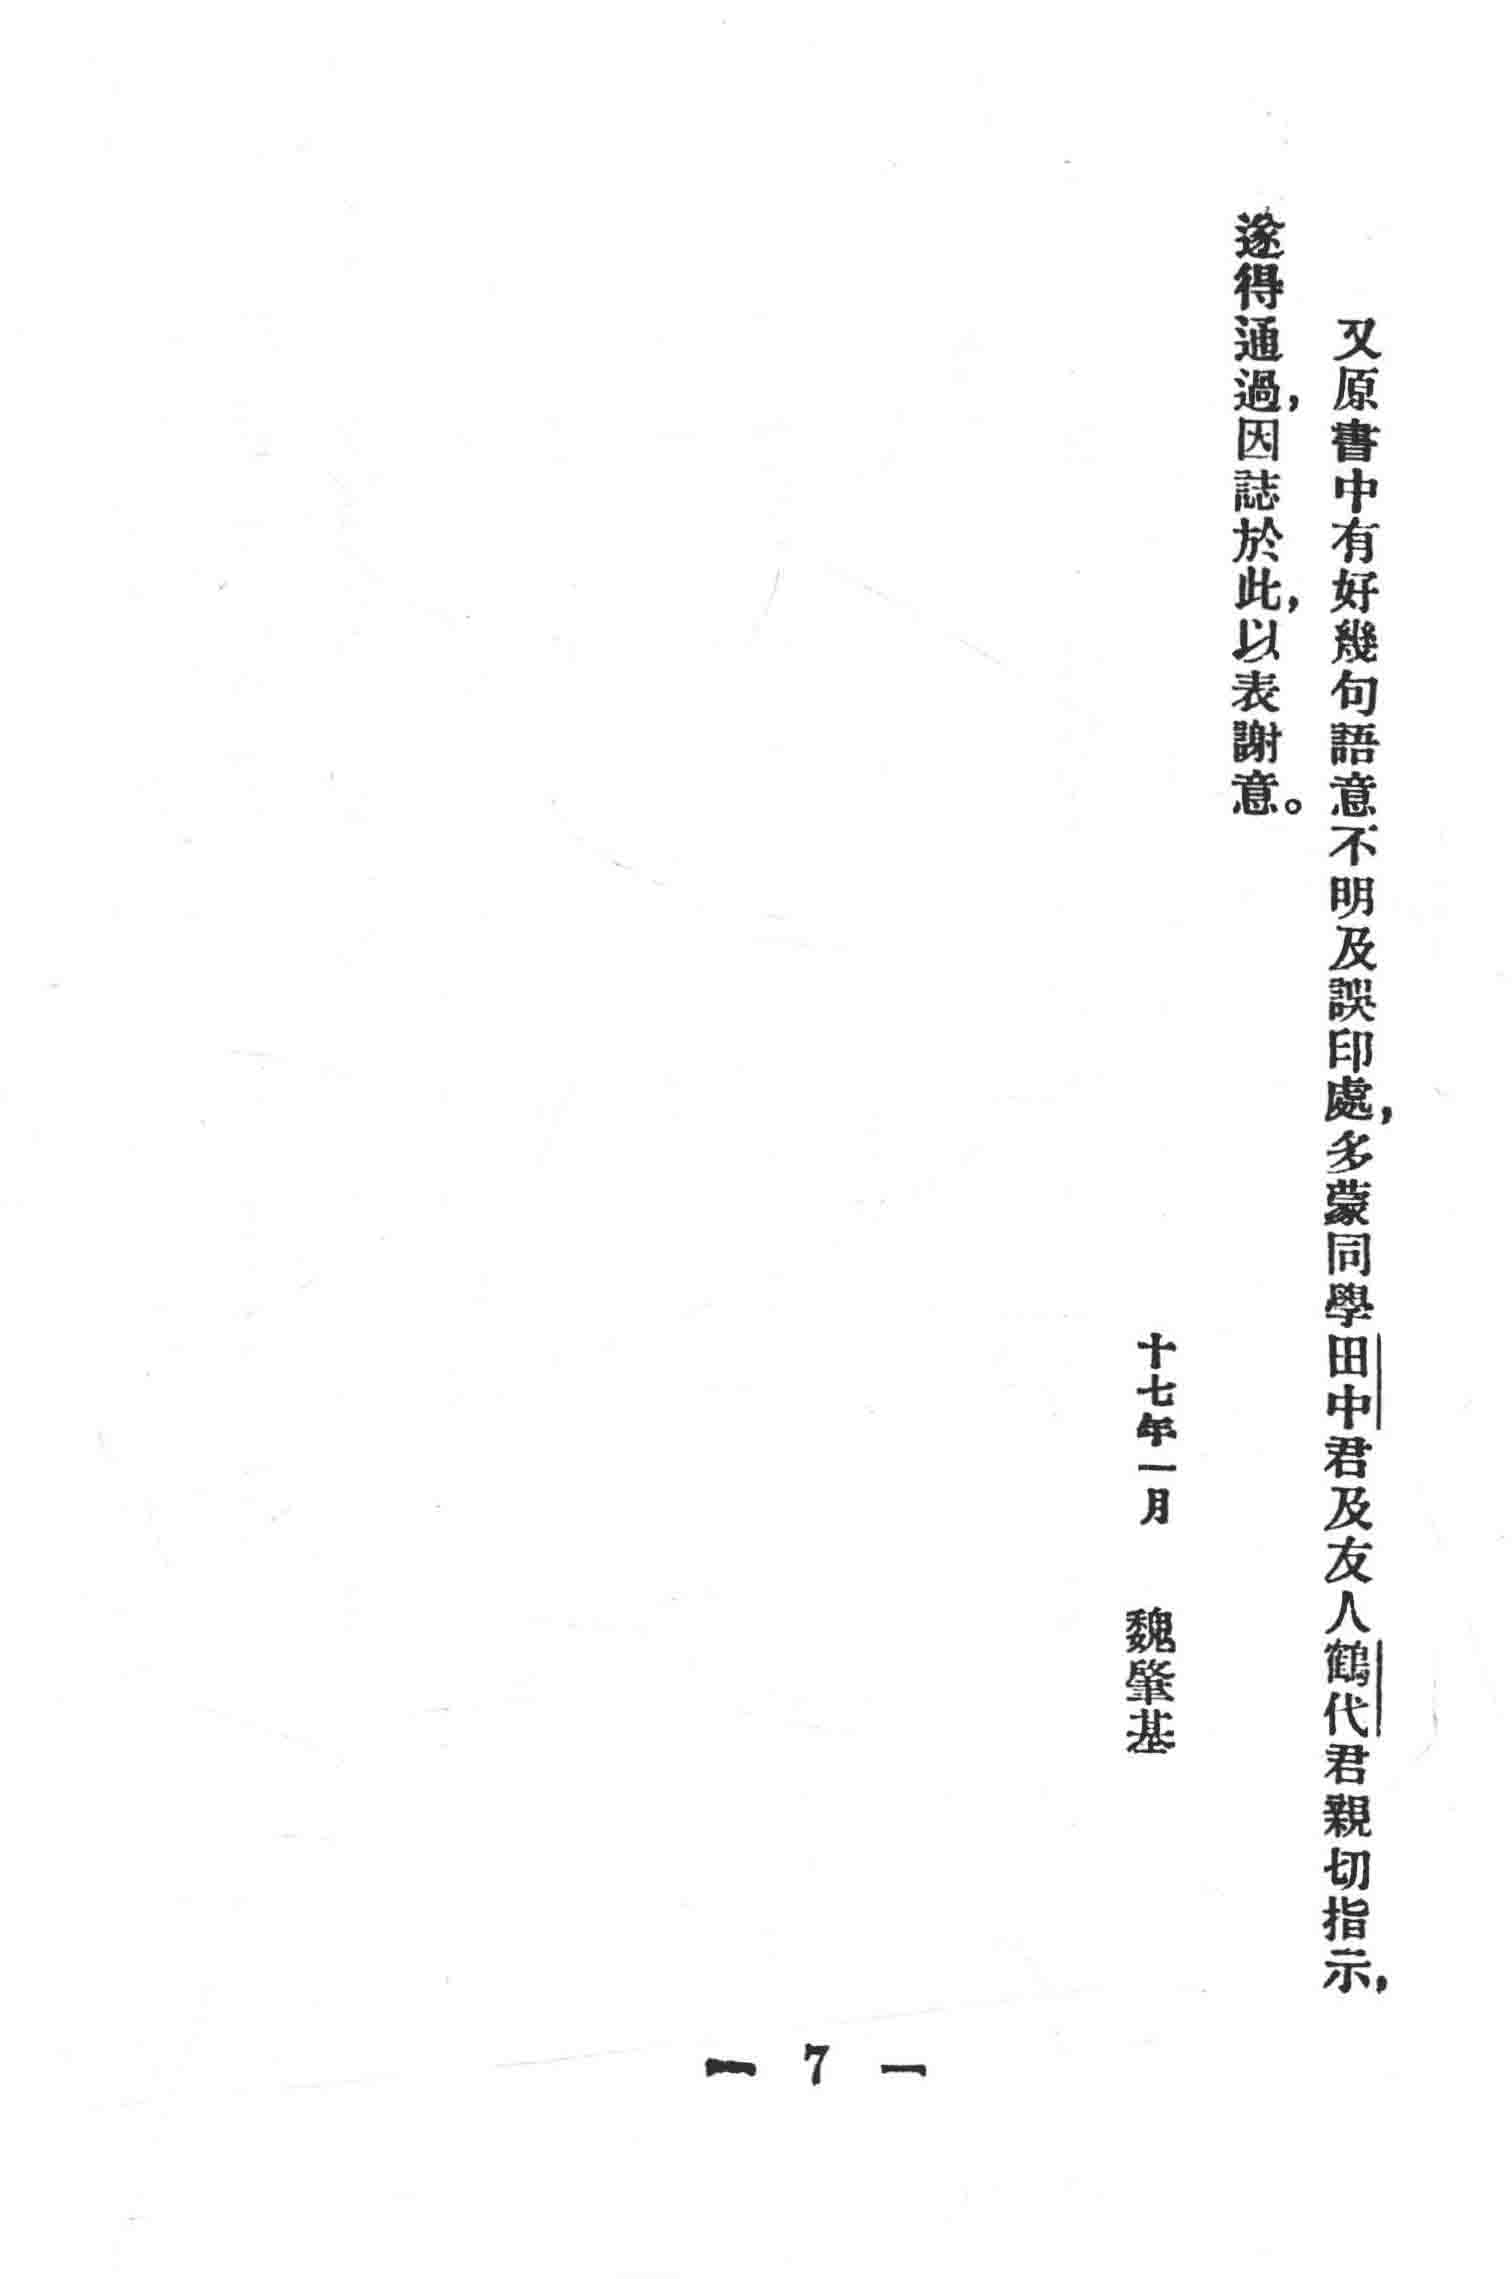 又原書中有好幾句語意不明及誤印處，多蒙同學田中君及友人鶴代君親切指示，
遂得通過，因誌於此，以表謝意。
十七年一月　魏肇基
— 7 —